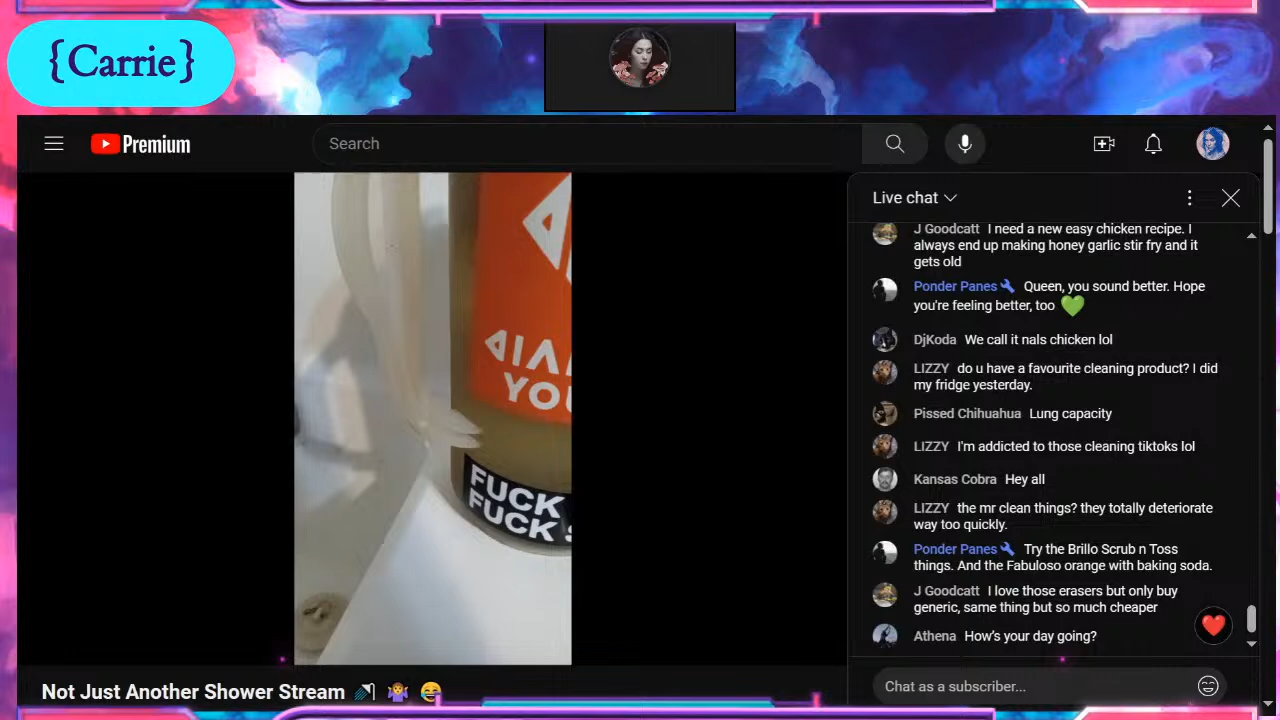 {Carrie}
Premium
Search
Live chat
YOU
FUCK
FUCK S
J Goodcatt I need a new easy chicken recipe. I
always end up making honey garlic stir fry and it
gets old
Ponder Panes Queen, you sound better. Hope
you're feeling better, too 💚
DjKoda We call it nals chicken lol
LIZZY do u have a favourite cleaning product? I did
my fridge yesterday.
Pissed Chihuahua Lung capacity
LIZZY I'm addicted to those cleaning tiktoks lol
Kansas Cobra Hey all
LIZZY the mr clean things? they totally deteriorate
way too quickly.
Ponder Panes Try the Brillo Scrub n Toss
things. And the Fabuloso orange with baking soda.
J Goodcatt I love those erasers but only buy
generic, same thing but so much cheaper
Athena How's your day going?
Chat as a subscriber...
Not Just Another Shower Stream 🚿 🤷‍♀️ 😂